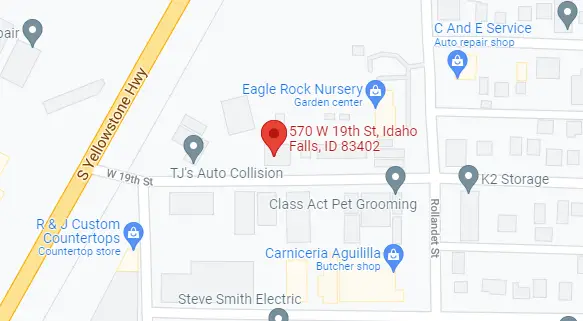 pair
C And E Service
Auto repair shop
Eagle Rock Nursery
Garden center
S Yellowstone Hwy
570 W 19th St, Idaho
Falls, ID 83402
W 19th St
TJ's Auto Collision
K2 Storage
Class Act Pet Grooming
Rollandet St
R & J Custom
Countertops
Countertop store
Carniceria Aguililla
Butcher shop
Steve Smith Electric